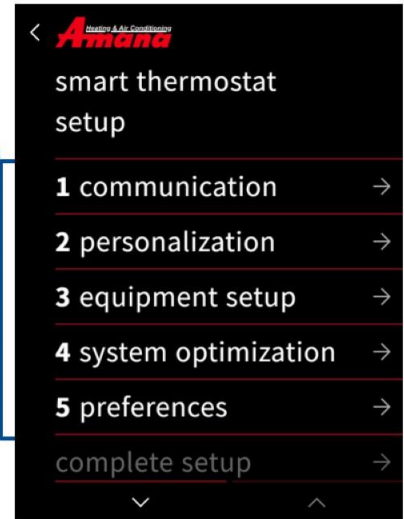 Heating & Air Conditioning
Amana
smart thermostat
setup
1 communication
2 personalization
3 equipment setup
4 system optimization
5 preferences
complete setup